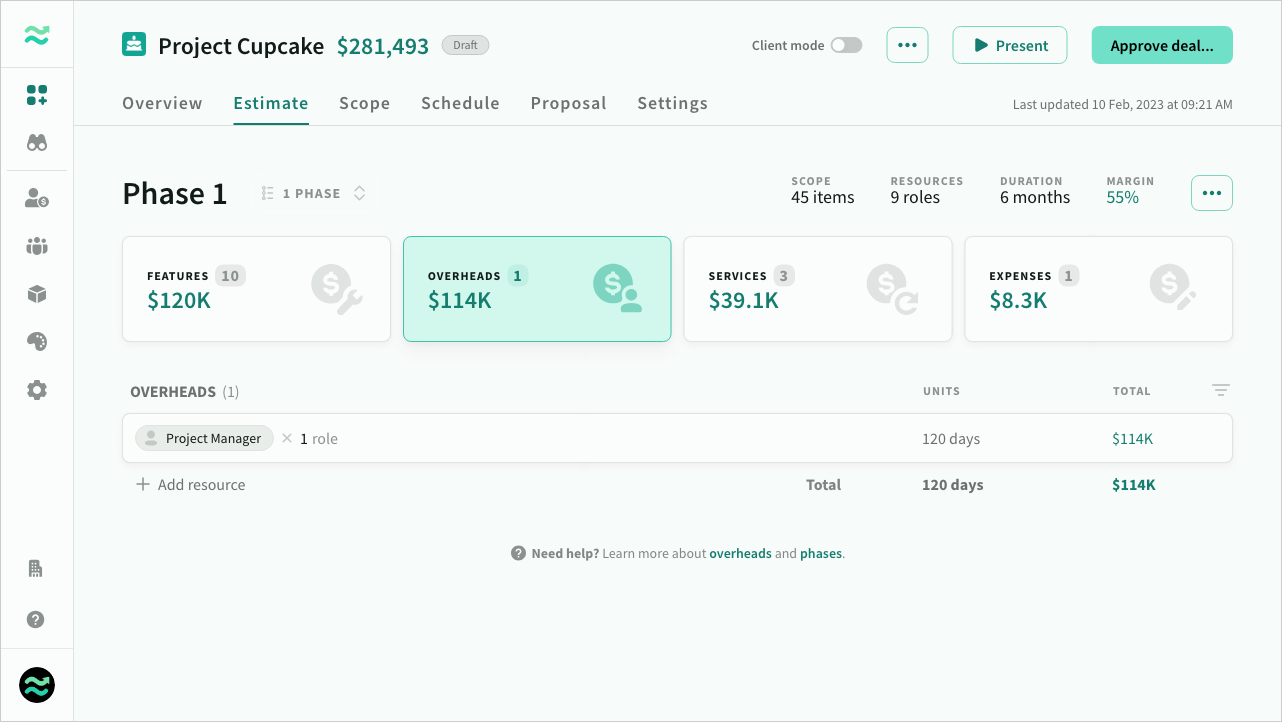 Project Cupcake $281,493 Draft
Client mode
Present
Approve deal...
Overview Estimate Scope Schedule Proposal Settings
Last updated 10 Feb, 2023 at 09:21 AM
Phase 1
1 PHASE
SCOPE
45 items
RESOURCES
9 roles
DURATION
6 months
MARGIN
55%
FEATURES 10
$120K
OVERHEADS 1
$114K
SERVICES 3
$39.1K
EXPENSES 1
$8.3K
OVERHEADS (1) UNITS TOTAL
Project Manager × 1 role 120 days $114K
+ Add resource Total 120 days $114K
Need help? Learn more about overheads and phases.